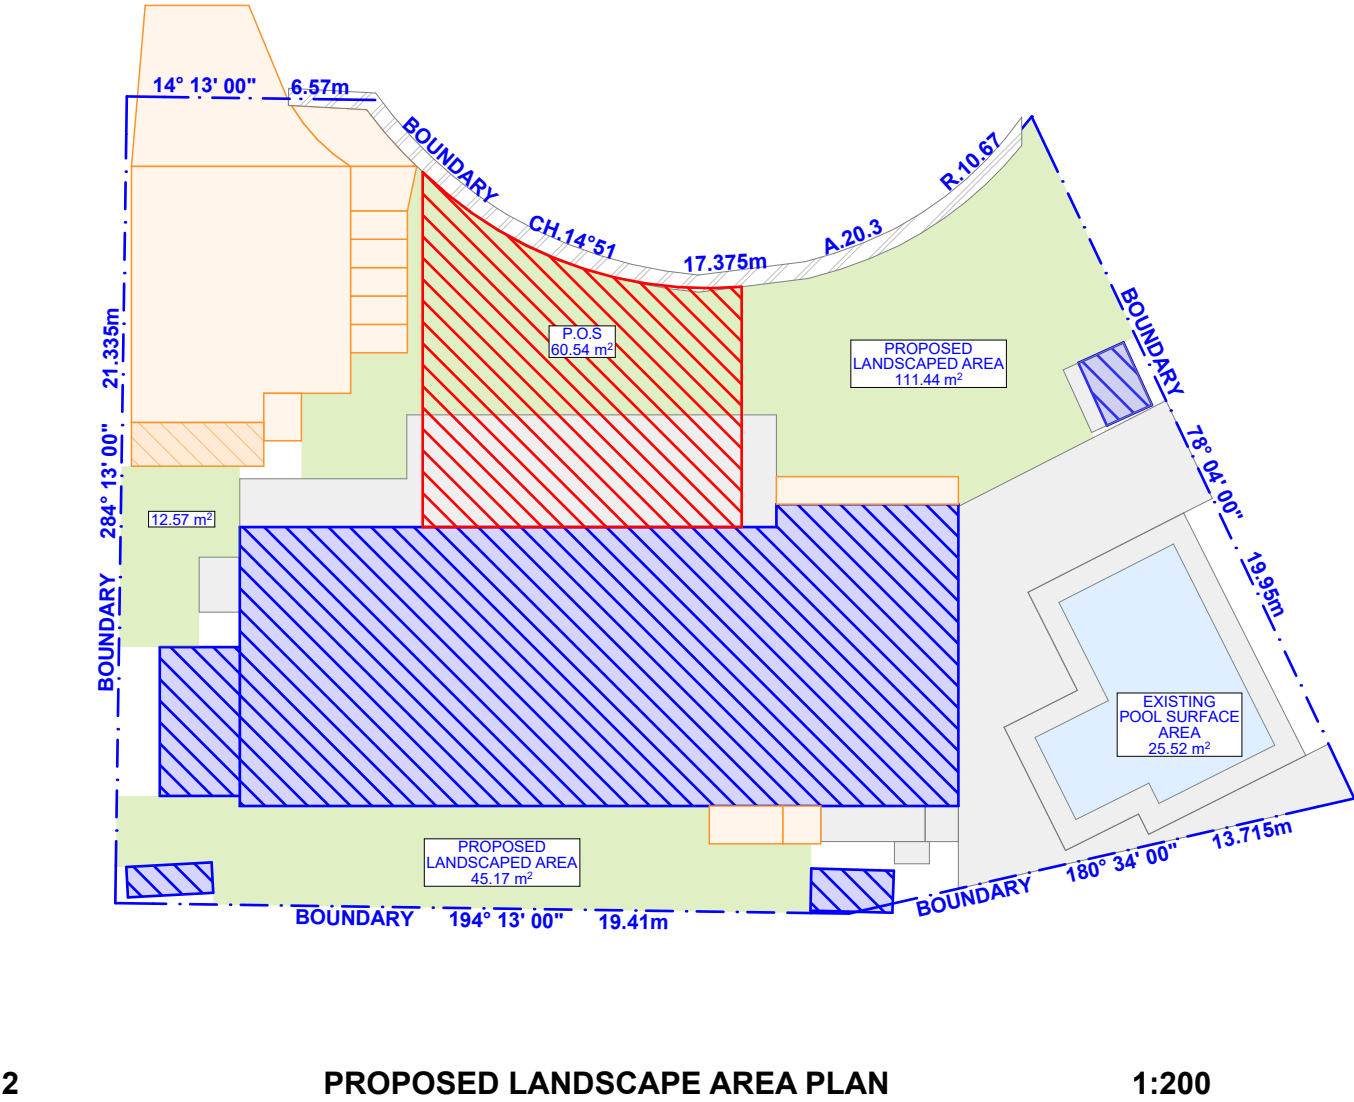 14° 13' 00"
6.57m
BOUNDARY
CH.14°51
17.375m
A.20.3
R.10.67
BOUNDARY
78° 04' 00"
19.95m
21.335m
284° 13' 00"
BOUNDARY
P.O.S
60.54 m²
PROPOSED
LANDSCAPED AREA
111.44 m²
12.57 m²
EXISTING
POOL SURFACE
AREA
25.52 m²
PROPOSED
LANDSCAPED AREA
45.17 m²
BOUNDARY
194° 13' 00"
19.41m
BOUNDARY
180° 34' 00"
13.715m
2
PROPOSED LANDSCAPE AREA PLAN
1:200